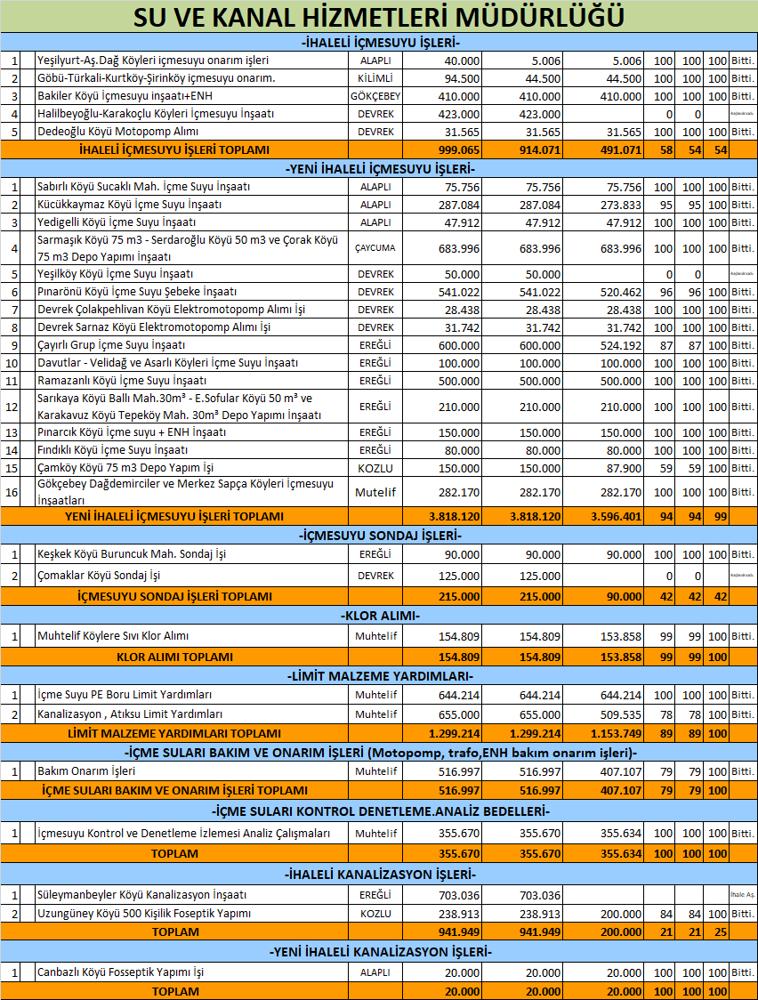 SU VE KANAL HİZMETLERİ MÜDÜRLÜĞÜ
-İHALELİ İÇMESUYU İŞLERİ-
1 Yeşilyurt-Aş.Dağ Köyleri içmesuyu onarım işleri ALAPLI 40.000 5.006 5.006 100 100 100 Bitti.
2 Göbü-Türkali-Kurtköy-Şirinköy içmesuyu onarım. KİLİMLİ 94.500 44.500 44.500 100 100 100 Bitti.
3 Bakiler Köyü İçmesuyu inşaatı+ENH GÖKÇEBEY 410.000 410.000 410.000 100 100 100 Bitti.
4 Halilbeyoğlu-Karakoçlu Köyleri İçmesuyu İnşaatı DEVREK 423.000 423.000 0 0 Başlanılmadı.
5 Dedeoğlu Köyü Motopomp Alımı DEVREK 31.565 31.565 31.565 100 100 100 Bitti.
İHALELİ İÇMESUYU İŞLERİ TOPLAMI 999.065 914.071 491.071 58 54 54
-YENİ İHALELİ İÇMESUYU İŞLERİ-
1 Sabırlı Köyü Sucaklı Mah. İçme Suyu İnşaatı ALAPLI 75.756 75.756 75.756 100 100 100 Bitti.
2 Kücükkaymaz Köyü İçme Suyu İnşaatı ALAPLI 287.084 287.084 273.833 95 95 100 Bitti.
3 Yedigelli Köyü İçme Suyu İnşaatı ALAPLI 47.912 47.912 47.912 100 100 100 Bitti.
4 Sarmaşık Köyü 75 m3 - Serdaroğlu Köyü 50 m3 ve Çorak Köyü
75 m3 Depo Yapımı İnşaatı ÇAYCUMA 683.996 683.996 683.996 100 100 100 Bitti.
5 Yeşilköy Köyü İçme Suyu İnşaatı DEVREK 50.000 50.000 0 0 Başlanılmadı.
6 Pınarönü Köyü İçme Suyu Şebeke İnşaatı DEVREK 541.022 541.022 520.462 96 96 100 Bitti.
7 Devrek Çolakpehlivan Köyü Elektromotopomp Alımı İşi DEVREK 28.438 28.438 28.438 100 100 100 Bitti.
8 Devrek Sarnaz Köyü Elektromotopomp Alımı İşi DEVREK 31.742 31.742 31.742 100 100 100 Bitti.
9 Çayırlı Grup İçme Suyu İnşaatı EREĞLİ 600.000 600.000 524.192 87 87 100 Bitti.
10 Davutlar - Velidağ ve Asarlı Köyleri İçme Suyu İnşaatı EREĞLİ 100.000 100.000 100.000 100 100 100 Bitti.
11 Ramazanlı Köyü İçme Suyu İnşaatı EREĞLİ 500.000 500.000 500.000 100 100 100 Bitti.
12 Sarıkaya Köyü Ballı Mah.30m³ - E.Sofular Köyü 50 m³ ve
Karakavuz Köyü Tepeköy Mah. 30m³ Depo Yapımı İnşaatı EREĞLİ 210.000 210.000 210.000 100 100 100 Bitti.
13 Pınarcık Köyü İçme suyu + ENH İnşaatı EREĞLİ 150.000 150.000 150.000 100 100 100 Bitti.
14 Fındıklı Köyü İçme Suyu İnşaatı EREĞLİ 80.000 80.000 80.000 100 100 100 Bitti.
15 Çamköy Köyü 75 m3 Depo Yapım İşi KOZLU 150.000 150.000 87.900 59 59 100 Bitti.
16 Gökçebey Dağdemirciler ve Merkez Sapça Köyleri İçmesuyu
İnşaatları Mutelif 282.170 282.170 282.170 100 100 100 Bitti.
YENİ İHALELİ İÇMESUYU İŞLERİ TOPLAMI 3.818.120 3.818.120 3.596.401 94 94 99
-İÇMESUYU SONDAJ İŞLERİ-
1 Keşkek Köyü Buruncuk Mah. Sondaj İşi EREĞLİ 90.000 90.000 90.000 100 100 100 Bitti.
2 Çomaklar Köyü Sondaj İşi DEVREK 125.000 125.000 0 0 Başlanılmadı.
İÇMESUYU SONDAJ İŞLERİ TOPLAMI 215.000 215.000 90.000 42 42 42
-KLOR ALIMI-
1 Muhtelif Köylere Sıvı Klor Alımı Muhtelif 154.809 154.809 153.858 99 99 100 Bitti.
KLOR ALIMI TOPLAMI 154.809 154.809 153.858 99 99 100
-LİMİT MALZEME YARDIMLARI-
1 İçme Suyu PE Boru Limit Yardımları Muhtelif 644.214 644.214 644.214 100 100 100 Bitti.
2 Kanalizasyon , Atıksu Limit Yardımları Muhtelif 655.000 655.000 509.535 78 78 100 Bitti.
LİMİT MALZEME YARDIMLARI TOPLAMI 1.299.214 1.299.214 1.153.749 89 89 100
-İÇME SULARI BAKIM VE ONARIM İŞLERİ (Motopomp, trafo,ENH bakım onarım işleri)-
1 Bakım Onarım İşleri Muhtelif 516.997 516.997 407.107 79 79 100 Bitti.
İÇME SULARI BAKIM VE ONARIM İŞLERİ TOPLAMI 516.997 516.997 407.107 79 79 100
-İÇME SULARI KONTROL DENETLEME.ANALİZ BEDELLERİ-
1 İçmesuyu Kontrol ve Denetleme İzlemesi Analiz Çalışmaları Muhtelif 355.670 355.670 355.634 100 100 100 Bitti.
TOPLAM 355.670 355.670 355.634 100 100 100
-İHALELİ KANALİZASYON İŞLERİ-
1 Süleymanbeyler Köyü Kanalizasyon İnşaatı EREĞLİ 703.036 703.036 İhale Aş.
2 Uzungüney Köyü 500 Kişilik Foseptik Yapımı KOZLU 238.913 238.913 200.000 84 84 100 Bitti.
TOPLAM 941.949 941.949 200.000 21 21 25
-YENİ İHALELİ KANALİZASYON İŞLERİ-
1 Canbazlı Köyü Fosseptik Yapımı İşi ALAPLI 20.000 20.000 20.000 100 100 100 Bitti.
TOPLAM 20.000 20.000 20.000 100 100 100